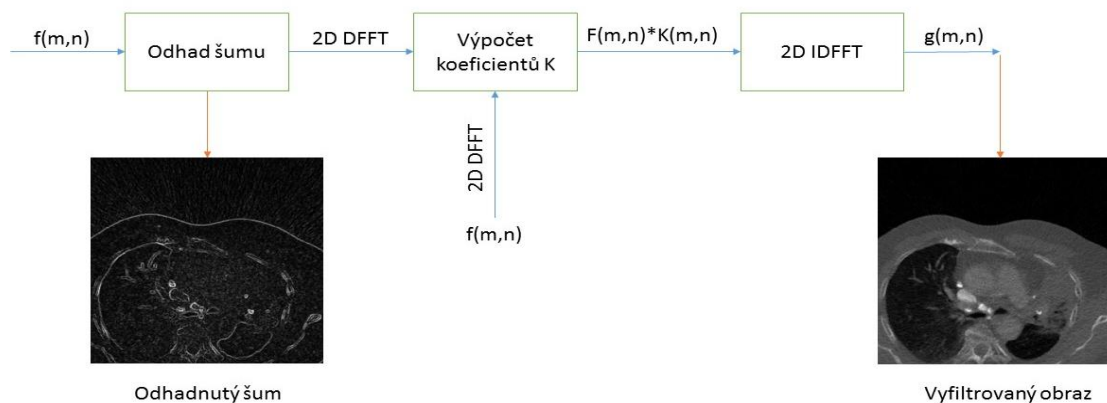 f(m,n)
Odhad šumu
2D DFFT
Výpočet
koeficientů K
F(m,n)*K(m,n)
2D IDFFT
g(m,n)
2D DFFT
f(m,n)
Odhadnutý šum
Vyfiltrovaný obraz